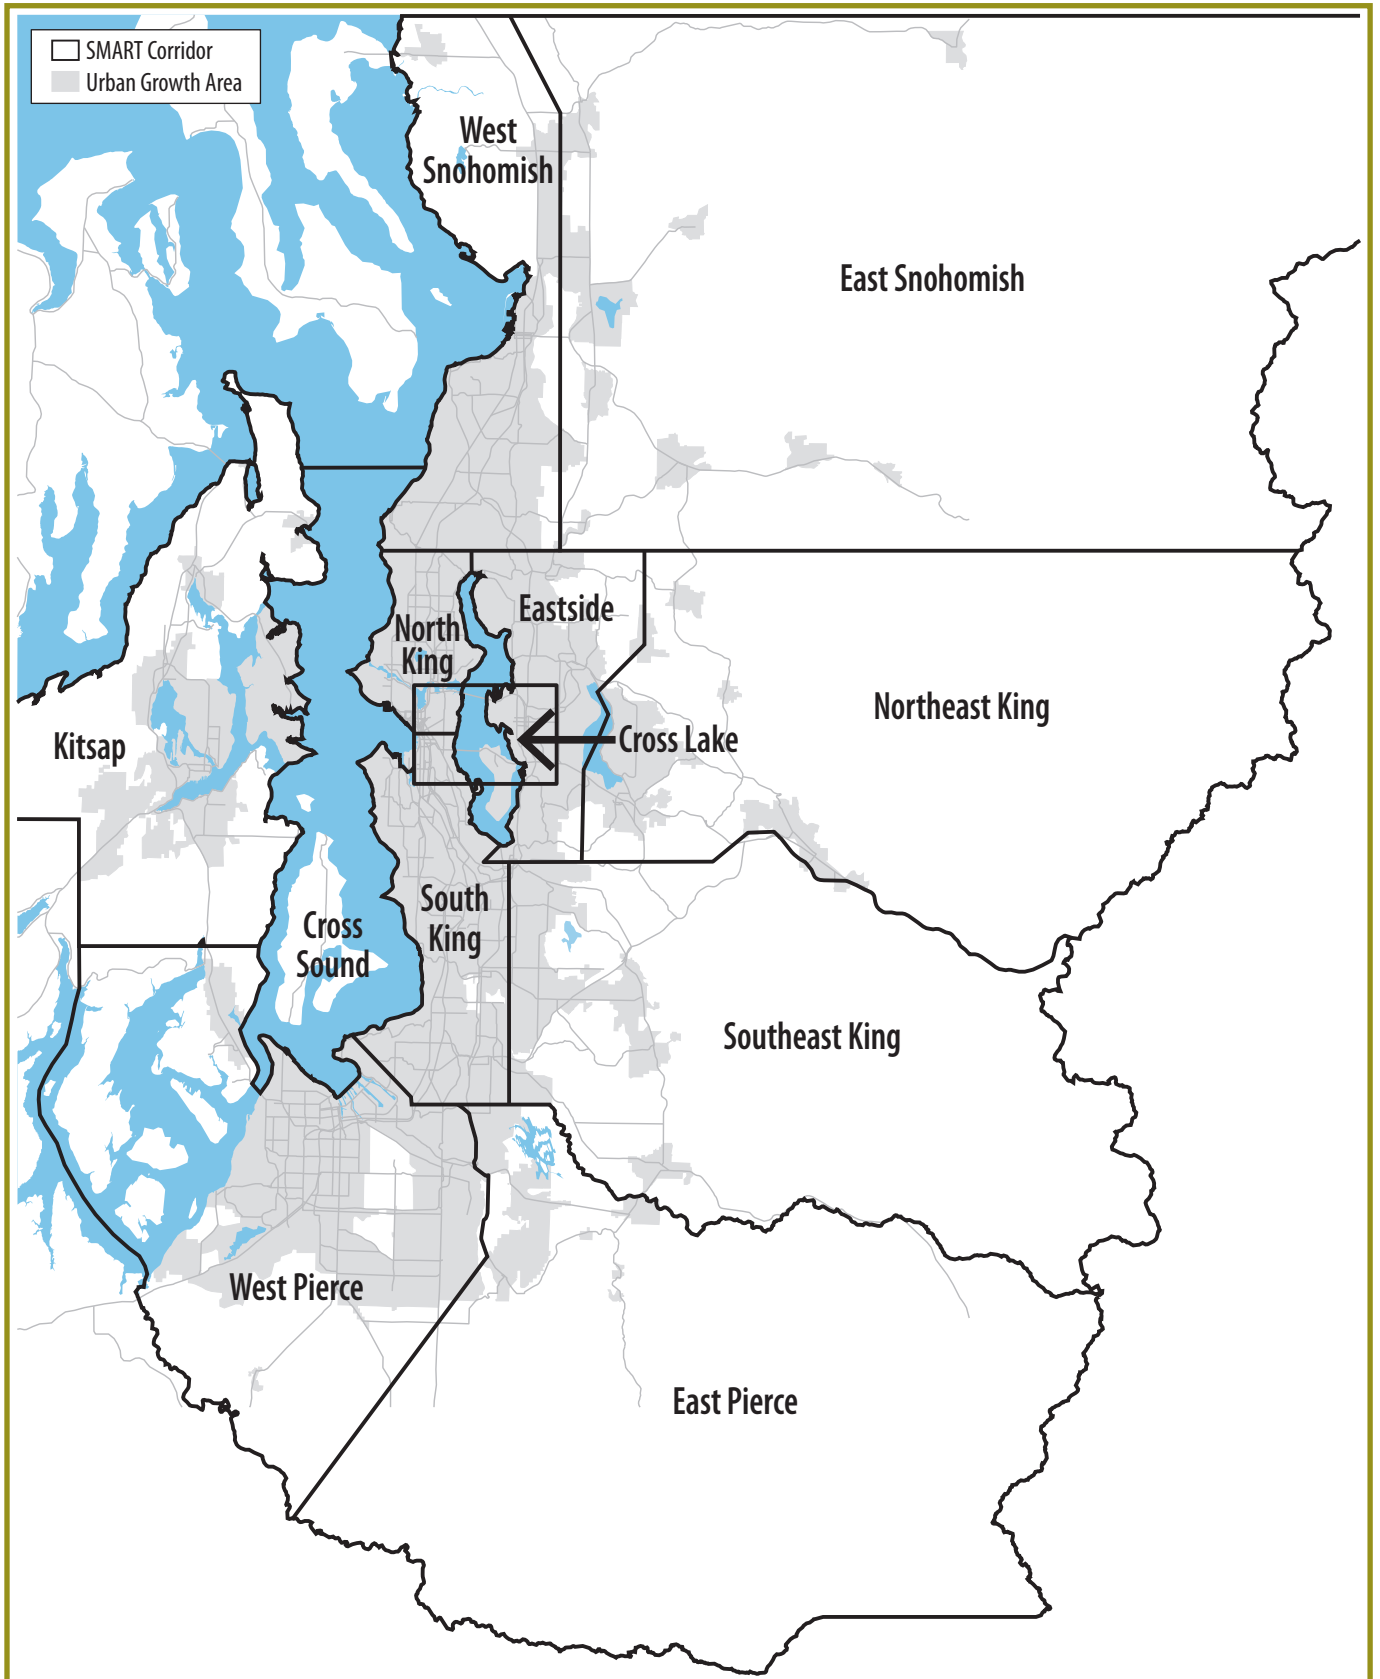 SMART Corridor
Urban Growth Area
West
Snohomish
East Snohomish
Eastside
North
King
Northeast King
Kitsap
Cross Lake
South
King
Cross
Sound
Southeast King
West Pierce
East Pierce